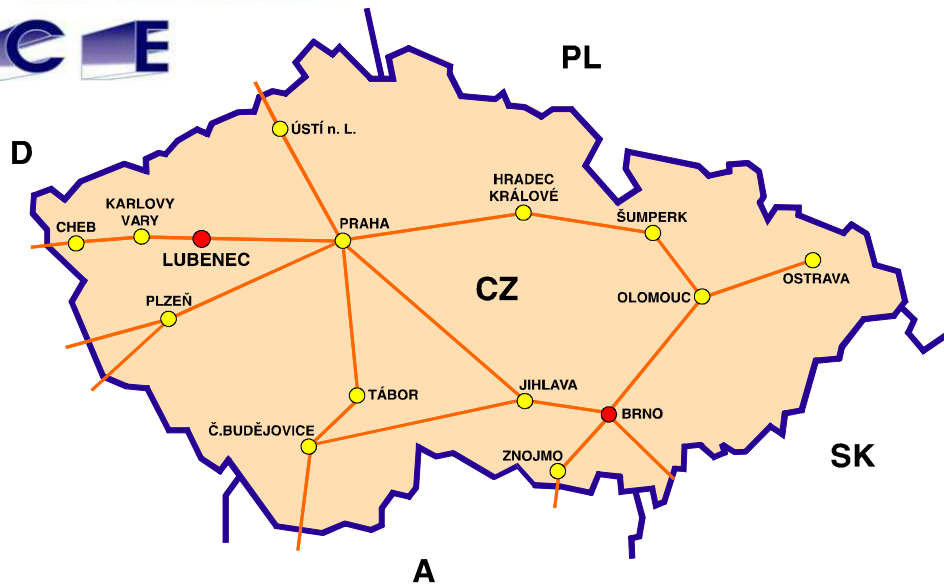 CE
PL
D
ÚSTÍ n. L.
HRADEC
KRÁLOVÉ
KARLOVY
VARY
CHEB
PRAHA
ŠUMPERK
LUBENEC
CZ
OSTRAVA
PLZEŇ
OLOMOUC
JIHLAVA
TÁBOR
BRNO
Č.BUDĚJOVICE
ZNOJMO
SK
A